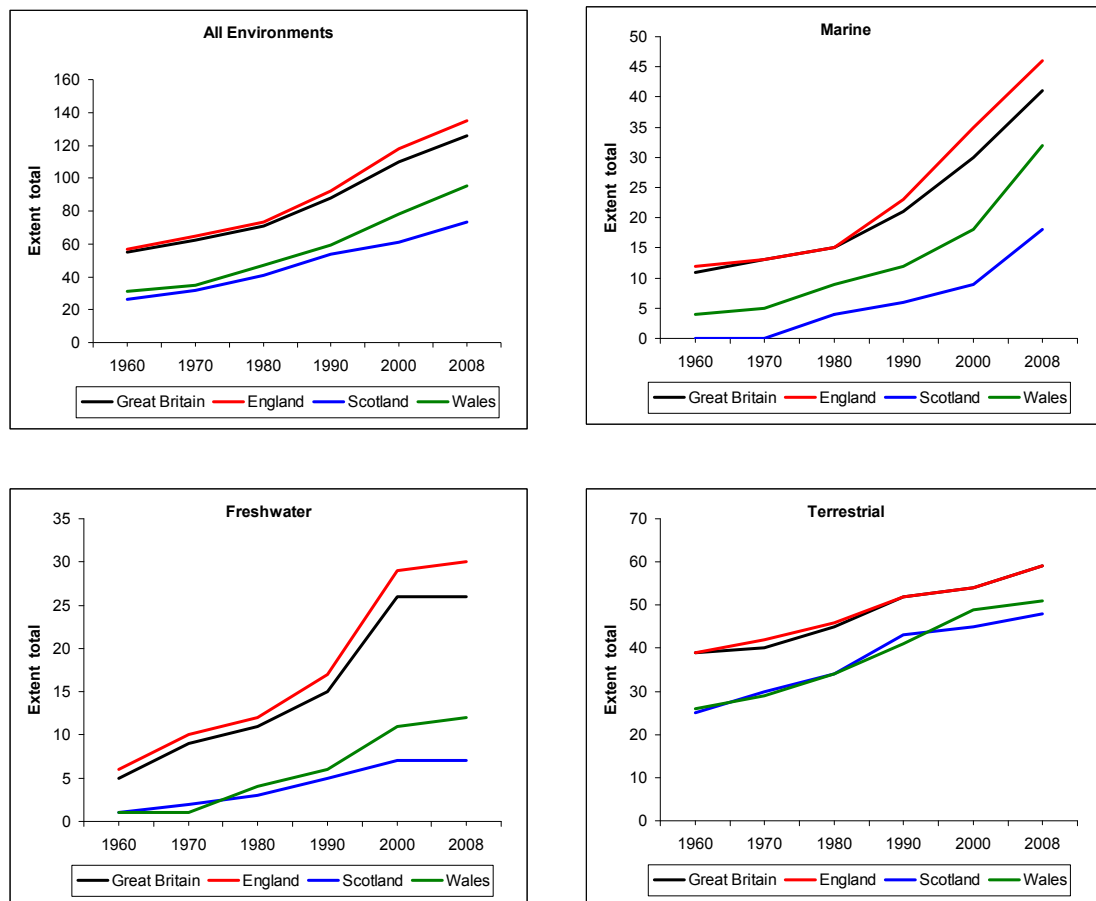 All Environments
Extent total
160
140
120
100
80
60
40
20
0
1960 1970 1980 1990 2000 2008
Great Britain England Scotland Wales
Marine
Extent total
50
45
40
35
30
25
20
15
10
5
0
1960 1970 1980 1990 2000 2008
Great Britain England Scotland Wales
Freshwater
Extent total
35
30
25
20
15
10
5
0
1960 1970 1980 1990 2000 2008
Great Britain England Scotland Wales
Terrestrial
Extent total
70
60
50
40
30
20
10
0
1960 1970 1980 1990 2000 2008
Great Britain England Scotland Wales